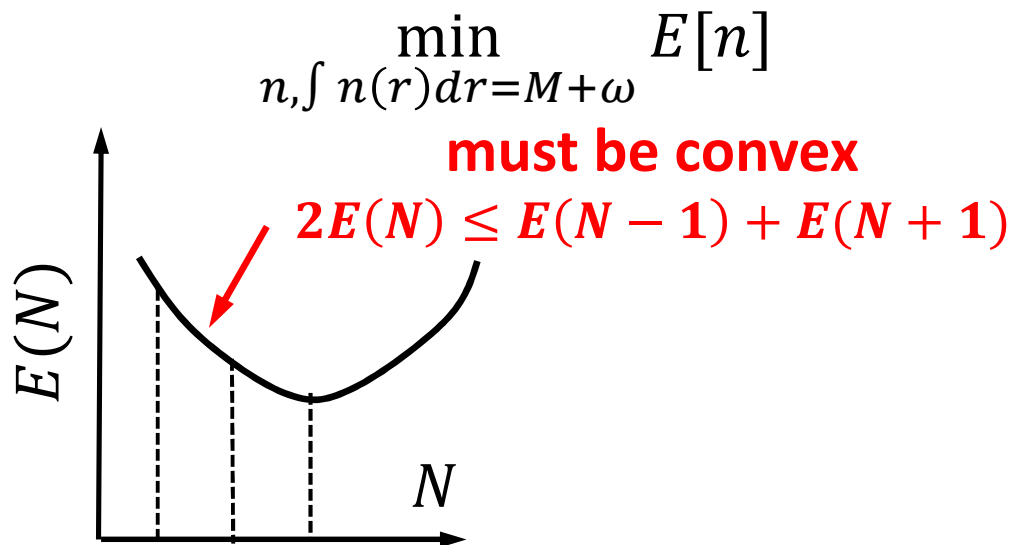 min E[n]
n,∫ n(r)dr=M+ω
must be convex
2E(N) ≤ E(N − 1) + E(N + 1)
E(N)
N